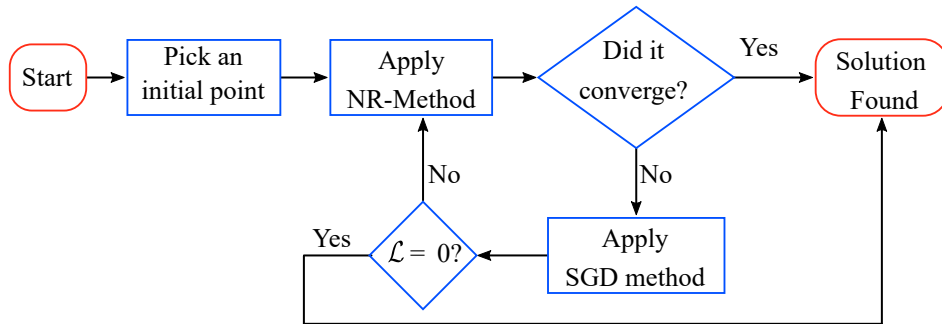 Start
Pick an
initial point
Apply
NR-Method
Did it
converge?
Yes
Solution
Found
No
No
Apply
SGD method
ℒ = 0?
Yes